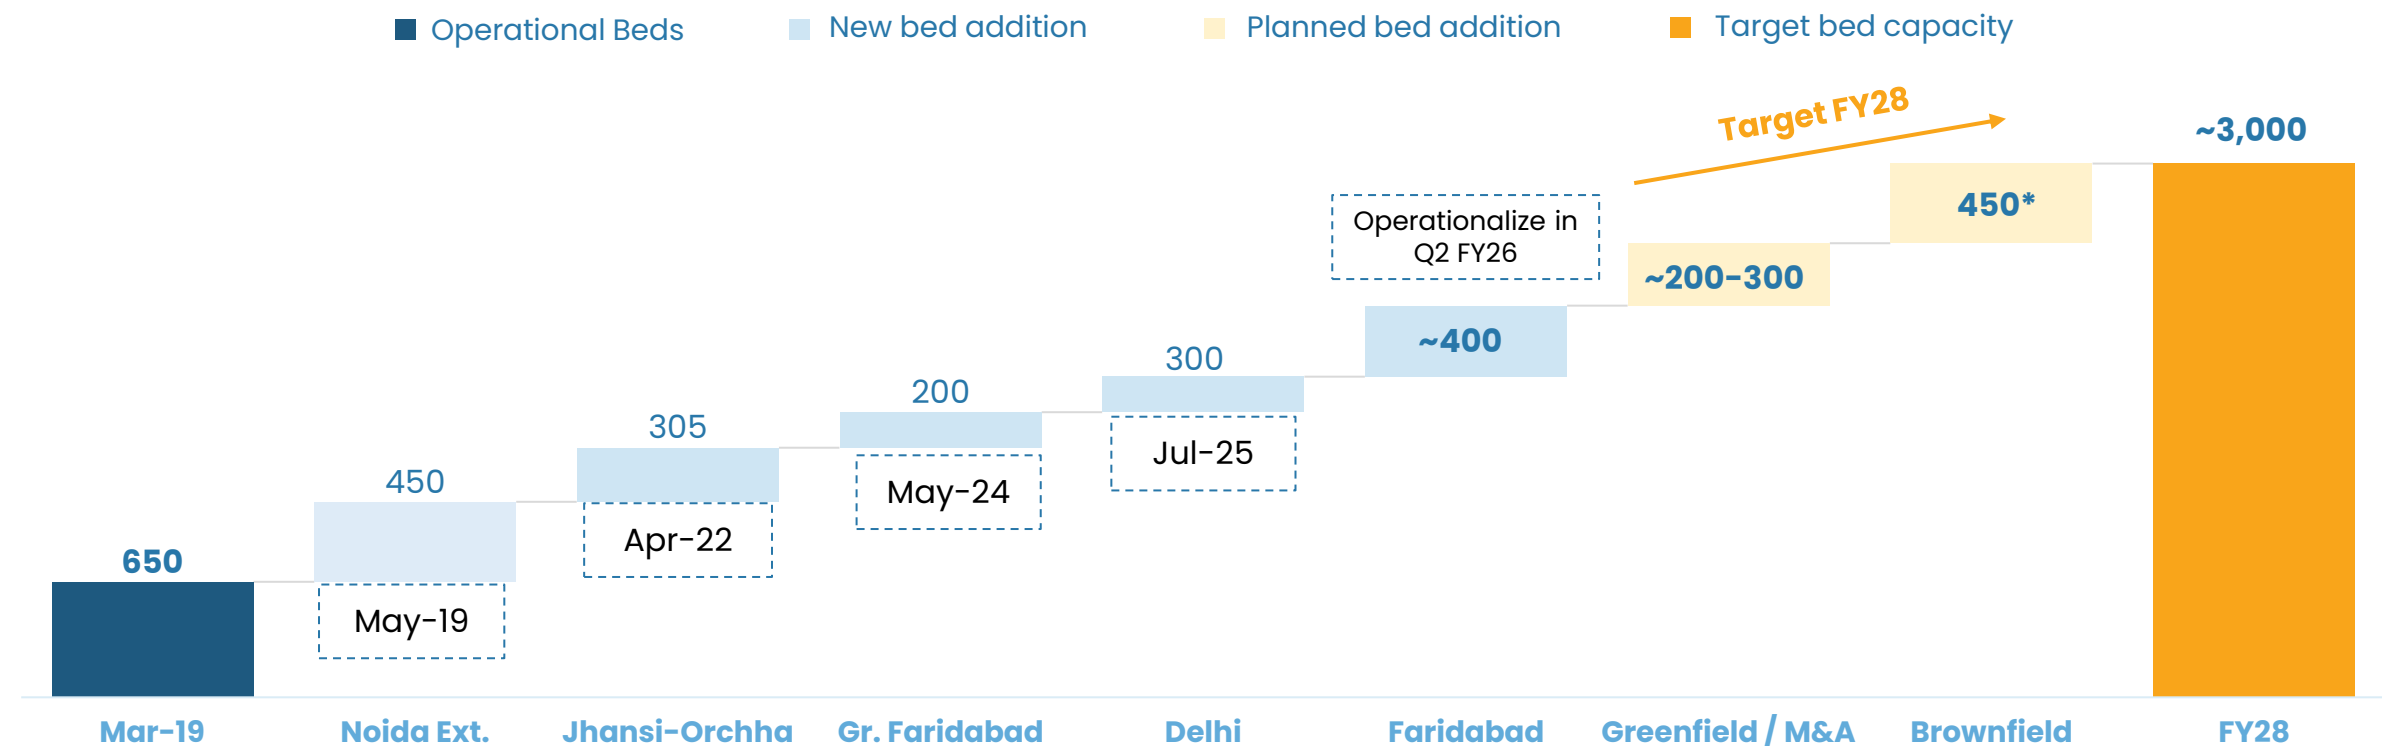 Operational Beds
New bed addition
Planned bed addition
Target bed capacity
Target FY28
~3,000
450*
Operationalize in
Q2 FY26
~200-300
~400
300
200
305
450
650
Jul-25
May-24
Apr-22
May-19
Mar-19
Noida Ext.
Jhansi-Orchha
Gr. Faridabad
Delhi
Faridabad
Greenfield / M&A
Brownfield
FY28